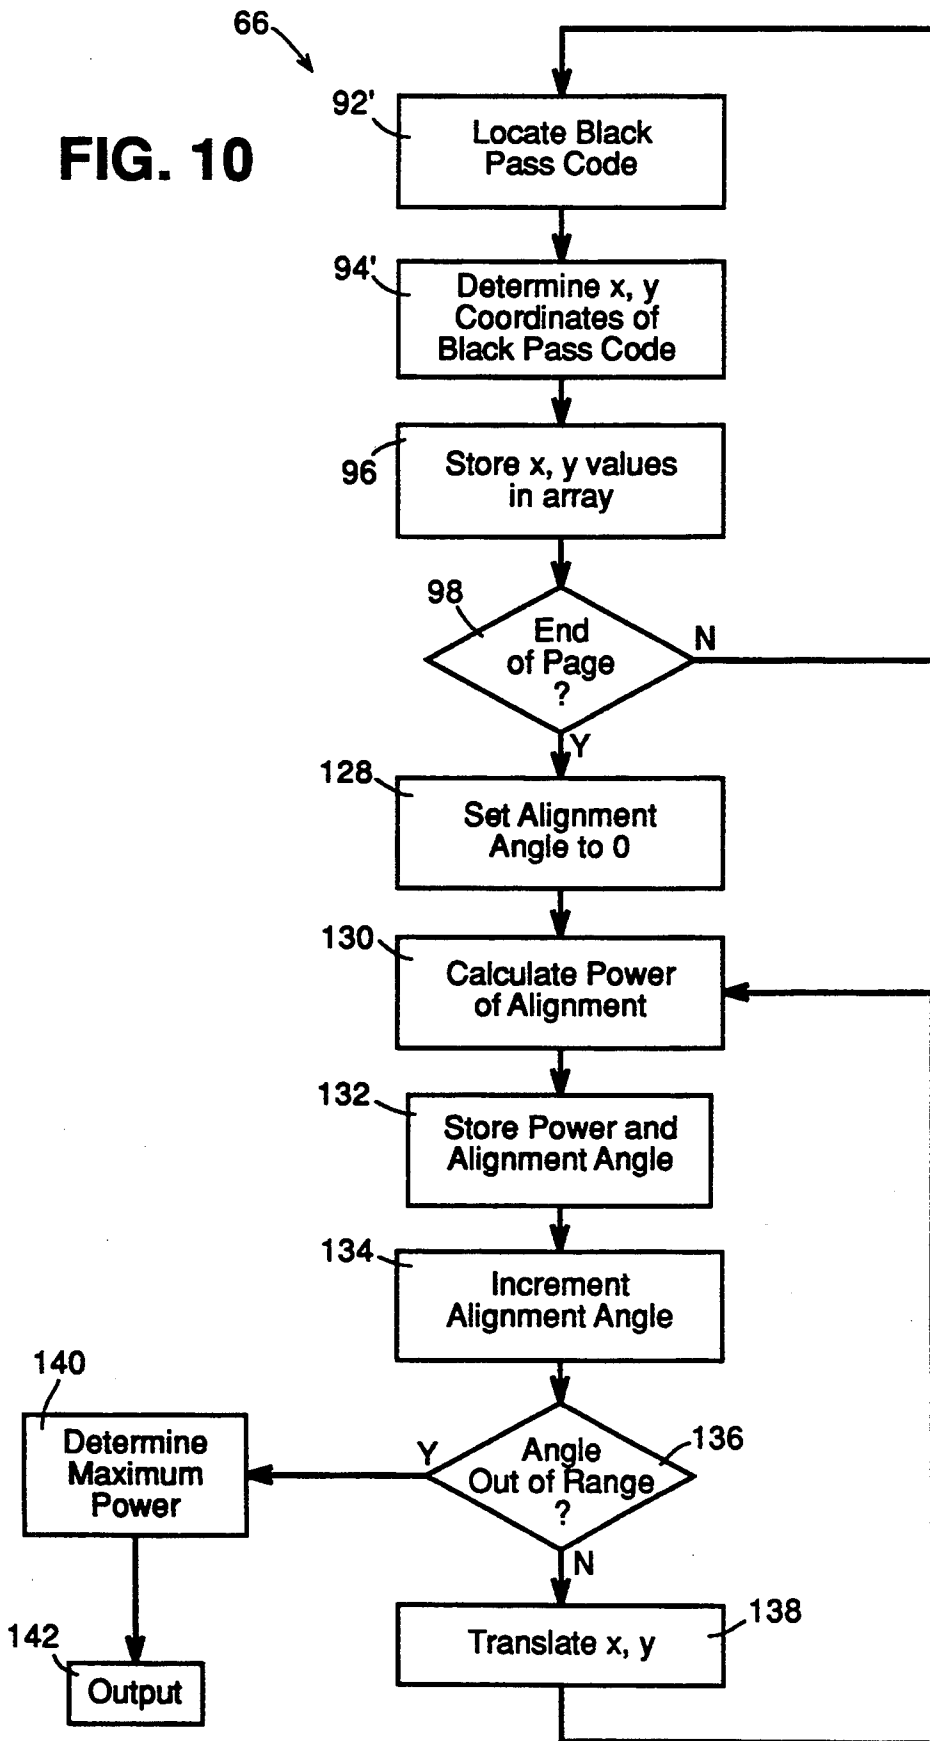 66
FIG. 10
92'
Locate Black
Pass Code
94'
Determine x, y
Coordinates of
Black Pass Code
96
Store x, y values
in array
98
End
of Page
?
N
Y
128
Set Alignment
Angle to 0
130
Calculate Power
of Alignment
132
Store Power and
Alignment Angle
134
Increment
Alignment Angle
136
Angle
Out of Range
?
Y
N
140
Determine
Maximum
Power
138
Translate x, y
142
Output